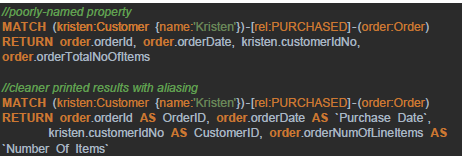 //poorly-named property
MATCH (kristen:Customer {name:'Kristen'})-[rel:PURCHASED]-(order:Order)
RETURN order.orderId, order.orderDate, kristen.customerIdNo,
order.orderTotalNoOfItems
//cleaner printed results with aliasing
MATCH (kristen:Customer {name:'Kristen'})-[rel:PURCHASED]-(order:Order)
RETURN order.orderId AS OrderID, order.orderDate AS `Purchase Date`,
kristen.customerIdNo AS CustomerID, order.orderNumOfLineItems AS
`Number Of Items`